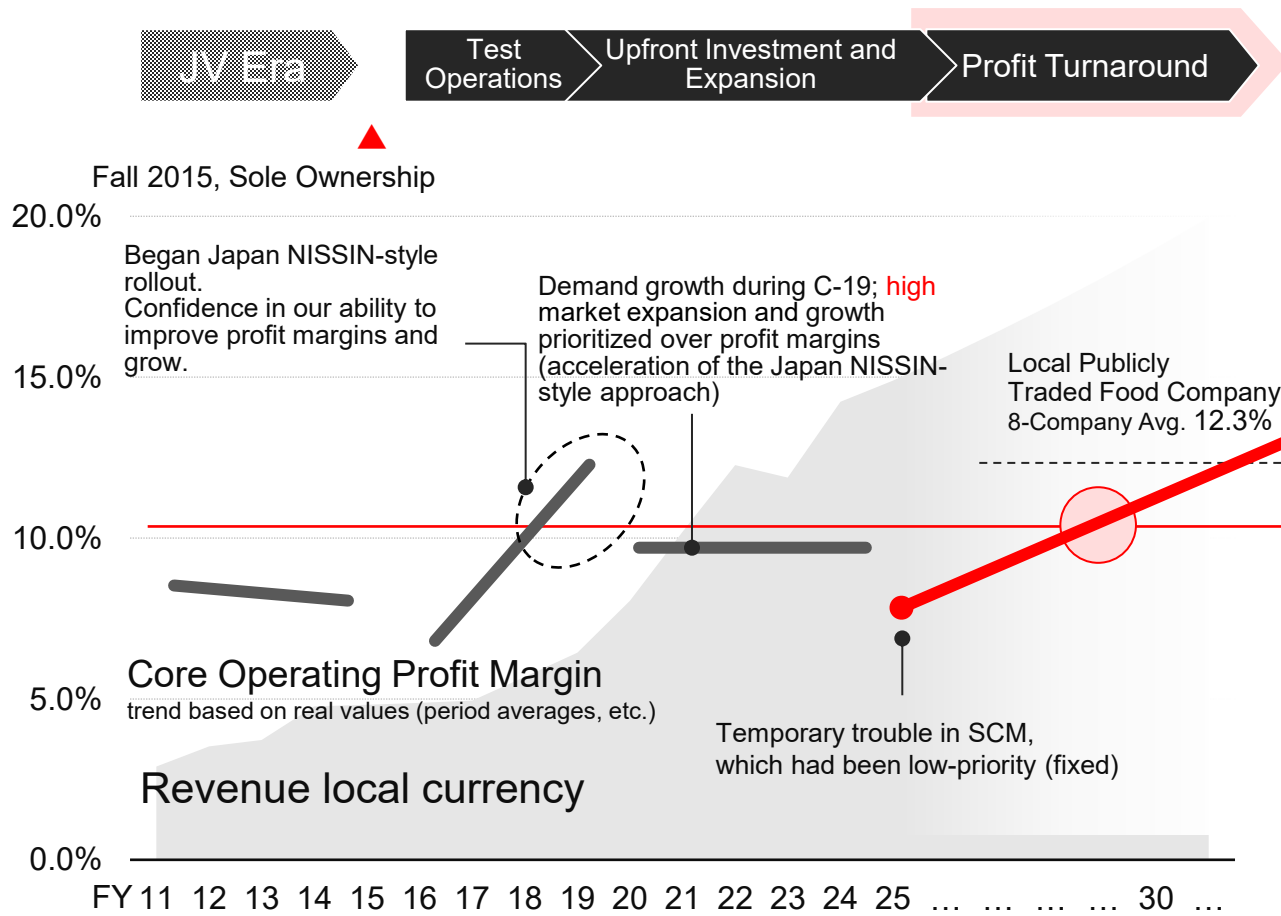 JV Era
Test
Operations
Upfront Investment and
Expansion
Profit Turnaround
Fall 2015, Sole Ownership
20.0%
Began Japan NISSIN-style
rollout.
Confidence in our ability to
improve profit margins and
grow.
Demand growth during C-19; high
market expansion and growth
prioritized over profit margins
(acceleration of the Japan NISSIN-
style approach)
15.0%
Local Publicly
Traded Food Company
8-Company Avg. 12.3%
10.0%
Core Operating Profit Margin
trend based on real values (period averages, etc.)
5.0%
Temporary trouble in SCM,
which had been low-priority (fixed)
Revenue local currency
0.0%
FY 11 12 13 14 15 16 17 18 19 20 21 22 23 24 25 … … … … 30 …